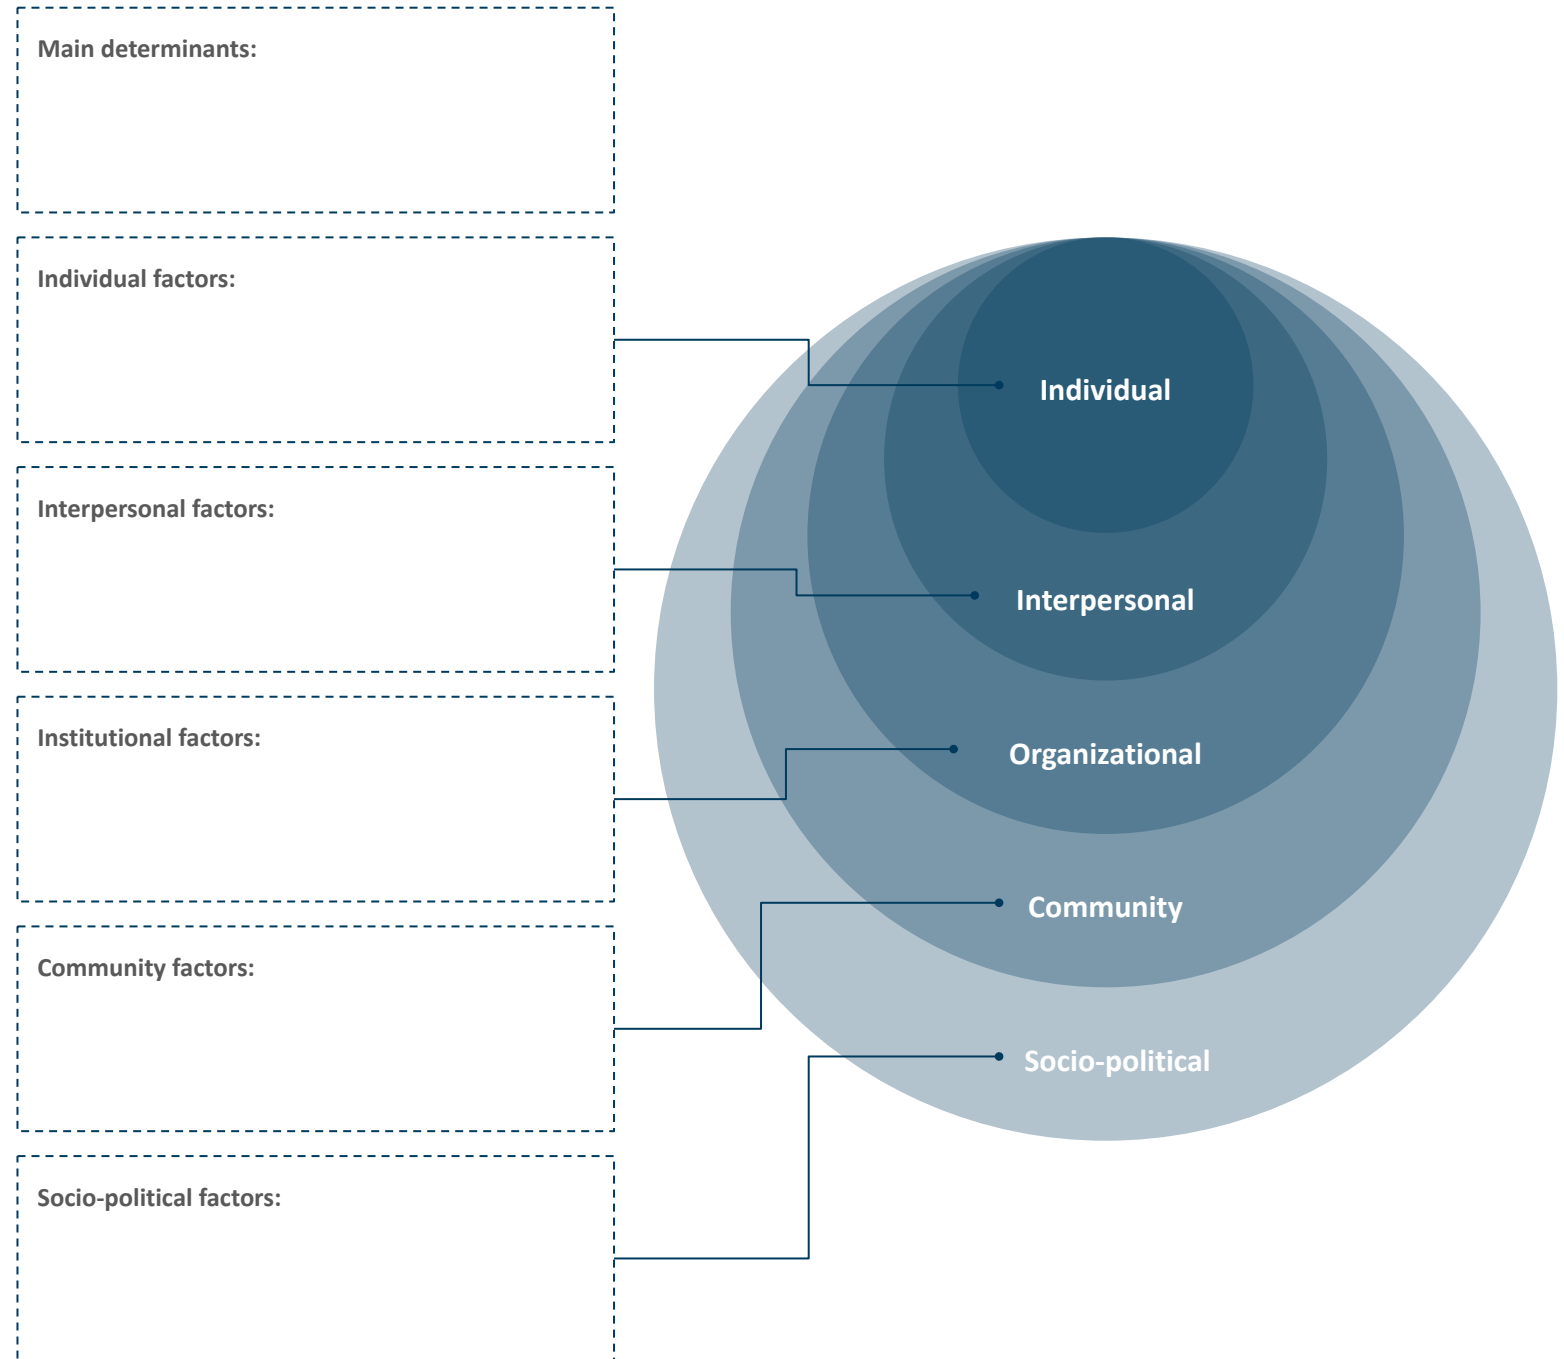 Main determinants:
Individual factors:
Interpersonal factors:
Institutional factors:
Community factors:
Socio-political factors:
Individual
Interpersonal
Organizational
Community
Socio-political